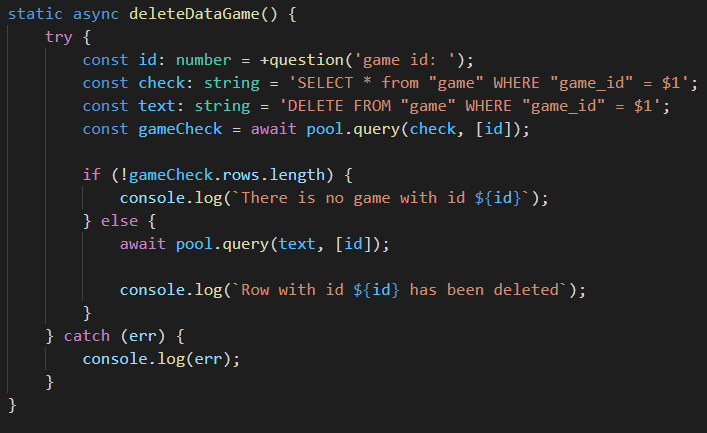 static async deleteDataGame() {
    try {
        const id: number = +question('game id: ');
        const check: string = 'SELECT * from "game" WHERE "game_id" = $1';
        const text: string = 'DELETE FROM "game" WHERE "game_id" = $1';
        const gameCheck = await pool.query(check, [id]);

        if (!gameCheck.rows.length) {
            console.log(`There is no game with id ${id}`);
        } else {
            await pool.query(text, [id]);

            console.log(`Row with id ${id} has been deleted`);
        }
    } catch (err) {
        console.log(err);
    }
}